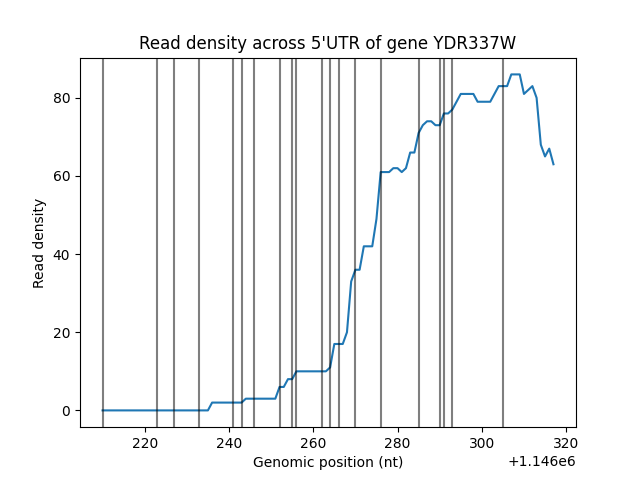 Read density across 5'UTR of gene YDR337W
Read density
80
60
40
20
0
220 240 260 280 300 320
Genomic position (nt)
+1.146e6